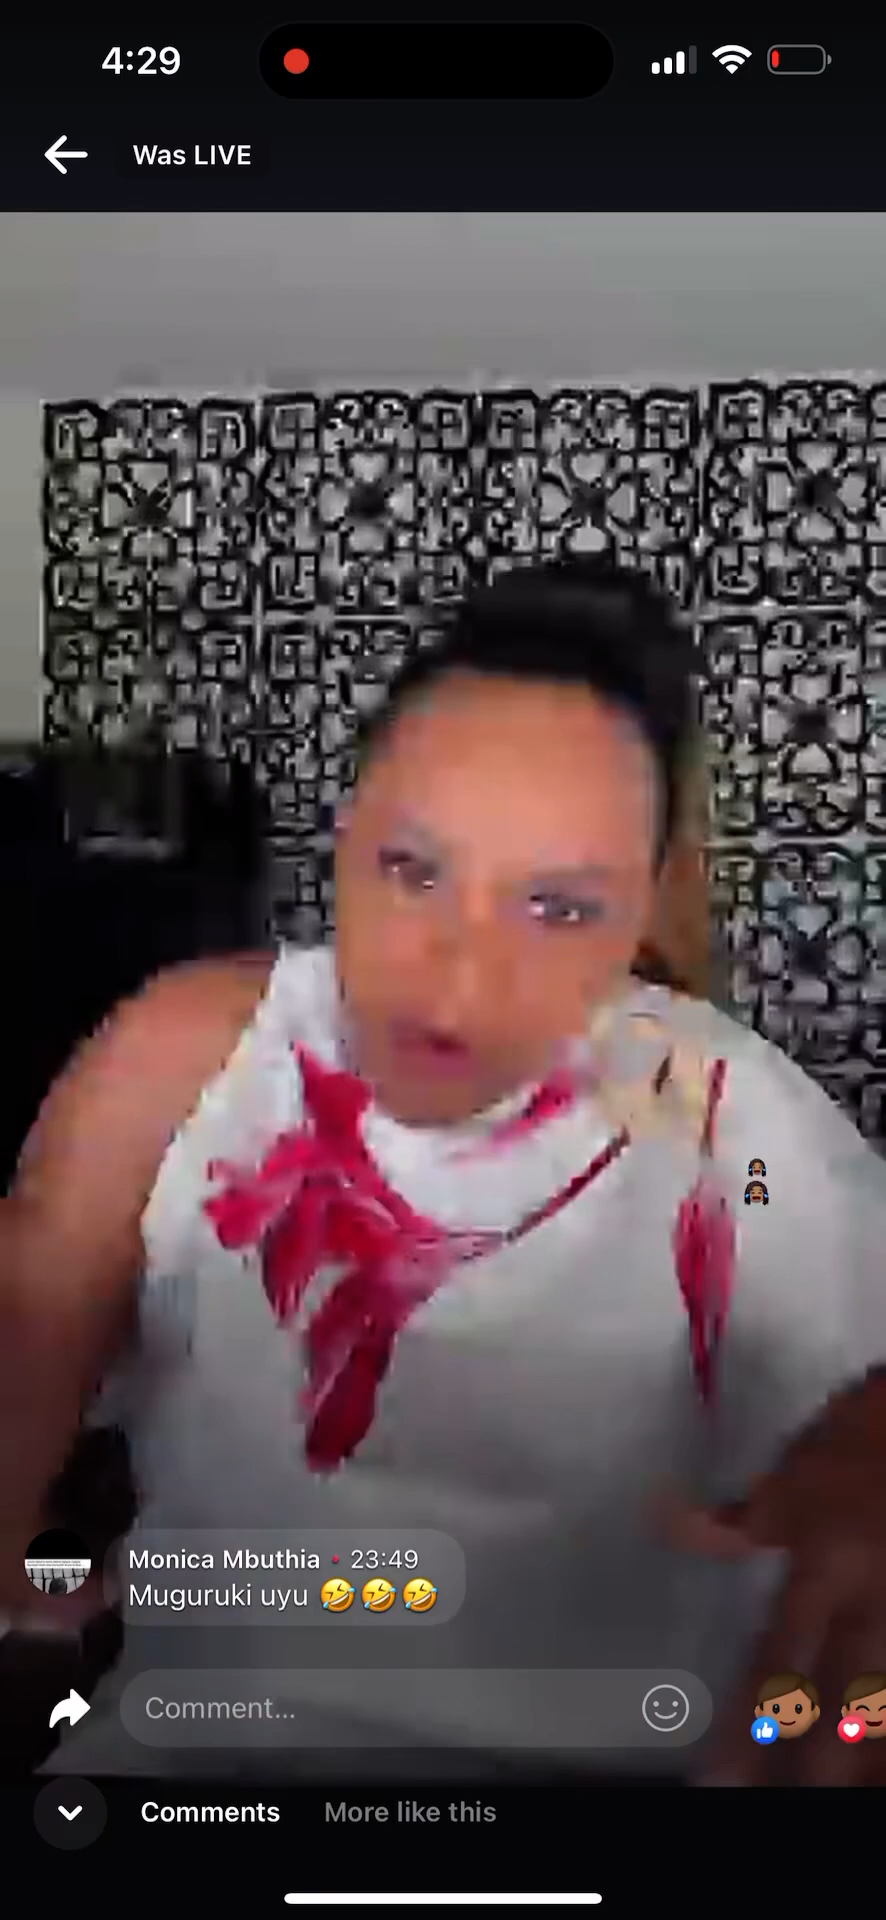 4:29
Was LIVE
Monica Mbuthia • 23:49
Muguruki uyu 🤣🤣🤣
Comment...
Comments More like this